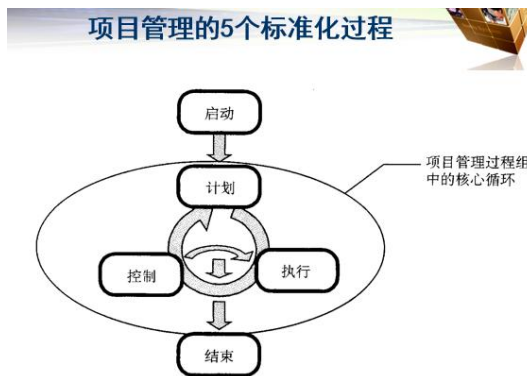 项目管理的5个标准化过程
启动
项目管理过程组
中的核心循环
计划
控制
执行
结束